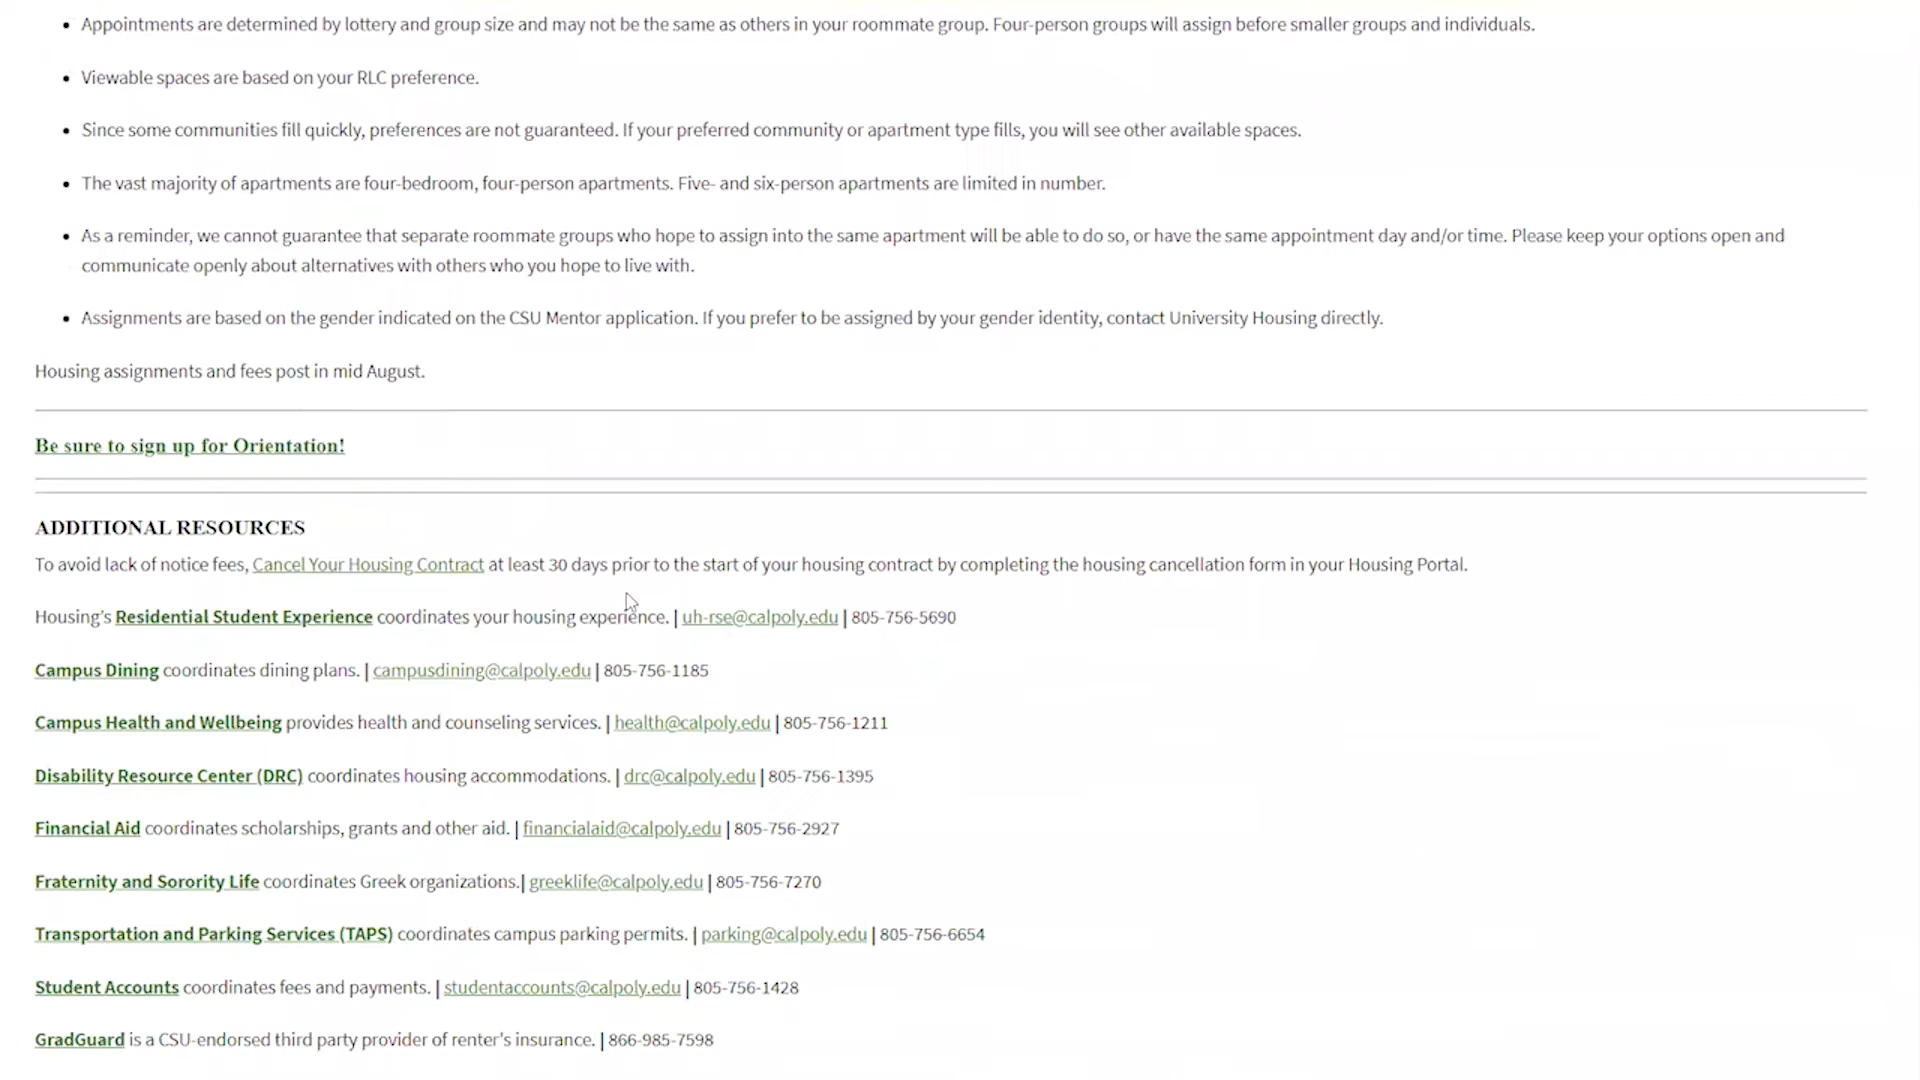 • Appointments are determined by lottery and group size and may not be the same as others in your roommate group. Four-person groups will assign before smaller groups and individuals.
• Viewable spaces are based on your RLC preference.
• Since some communities fill quickly, preferences are not guaranteed. If your preferred community or apartment type fills, you will see other available spaces.
• The vast majority of apartments are four-bedroom, four-person apartments. Five- and six-person apartments are limited in number.
• As a reminder, we cannot guarantee that separate roommate groups who hope to assign into the same apartment will be able to do so, or have the same appointment day and/or time. Please keep your options open and
communicate openly about alternatives with others who you hope to live with.
• Assignments are based on the gender indicated on the CSU Mentor application. If you prefer to be assigned by your gender identity, contact University Housing directly.
Housing assignments and fees post in mid August.
Be sure to sign up for Orientation!
ADDITIONAL RESOURCES
To avoid lack of notice fees, Cancel Your Housing Contract at least 30 days prior to the start of your housing contract by completing the housing cancellation form in your Housing Portal.
Housing's Residential Student Experience coordinates your housing experience. | uh-rse@calpoly.edu | 805-756-5690
Campus Dining coordinates dining plans. | campusdining@calpoly.edu | 805-756-1185
Campus Health and Wellbeing provides health and counseling services. | health@calpoly.edu | 805-756-1211
Disability Resource Center (DRC) coordinates housing accommodations. | drc@calpoly.edu | 805-756-1395
Financial Aid coordinates scholarships, grants and other aid. | financialaid@calpoly.edu | 805-756-2927
Fraternity and Sorority Life coordinates Greek organizations.| greeklife@calpoly.edu | 805-756-7270
Transportation and Parking Services (TAPS) coordinates campus parking permits. | parking@calpoly.edu | 805-756-6654
Student Accounts coordinates fees and payments. | studentaccounts@calpoly.edu | 805-756-1428
GradGuard is a CSU-endorsed third party provider of renter's insurance. | 866-985-7598